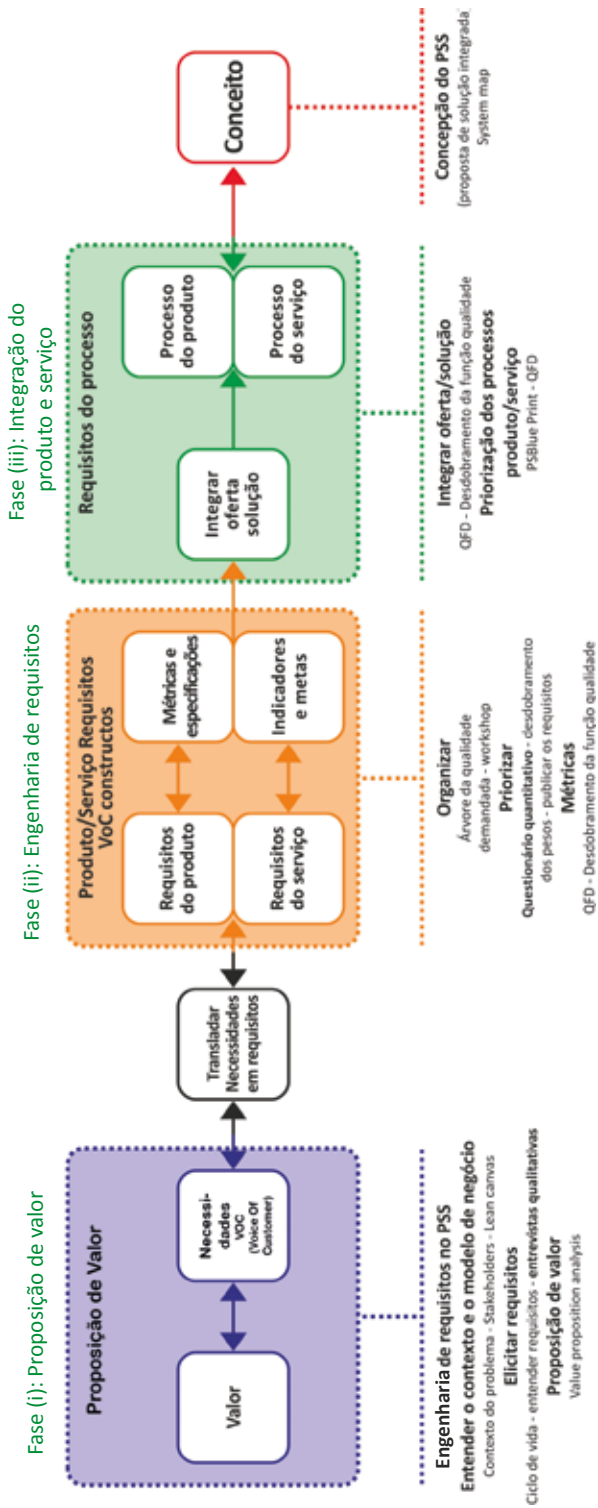 Fase (i): Proposição de valor
Proposição de Valor
Valor
Necessi-
dades
VOC
(Voice Of
Customer)
Engenharia de requisitos no PSS
Entender o contexto e o modelo de negócio
Contexto do problema - Stakeholders - Lean canvas
Elicitar requisitos
Ciclo de vida - entender requisitos - entrevistas qualitativas
Proposição de valor
Value proposition analysis
Transladar
Necessidades
em requisitos
Fase (ii): Engenharia de requisitos
Produto/Serviço Requisitos
VoC constructos
Requisitos
do produto
Métricas e
especificações
Requisitos
do serviço
Indicadores
e metas
Organizar
Árvore da qualidade
demandada - workshop
Priorizar
Questionário quantitativo - desdobramento
dos pesos - publicar os requisitos
Métricas
QFD - Desdobramento da função qualidade
Fase (iii): Integração do
produto e serviço
Requisitos do processo
Integrar
oferta
solução
Processo
do produto
Processo
do serviço
Integrar oferta/solução
QFD - Desdobramento da função qualidade
Priorização dos processos
produto/serviço
PSBlue Print - QFD
Conceito
Concepção do PSS
(proposta de solução integrada)
System map